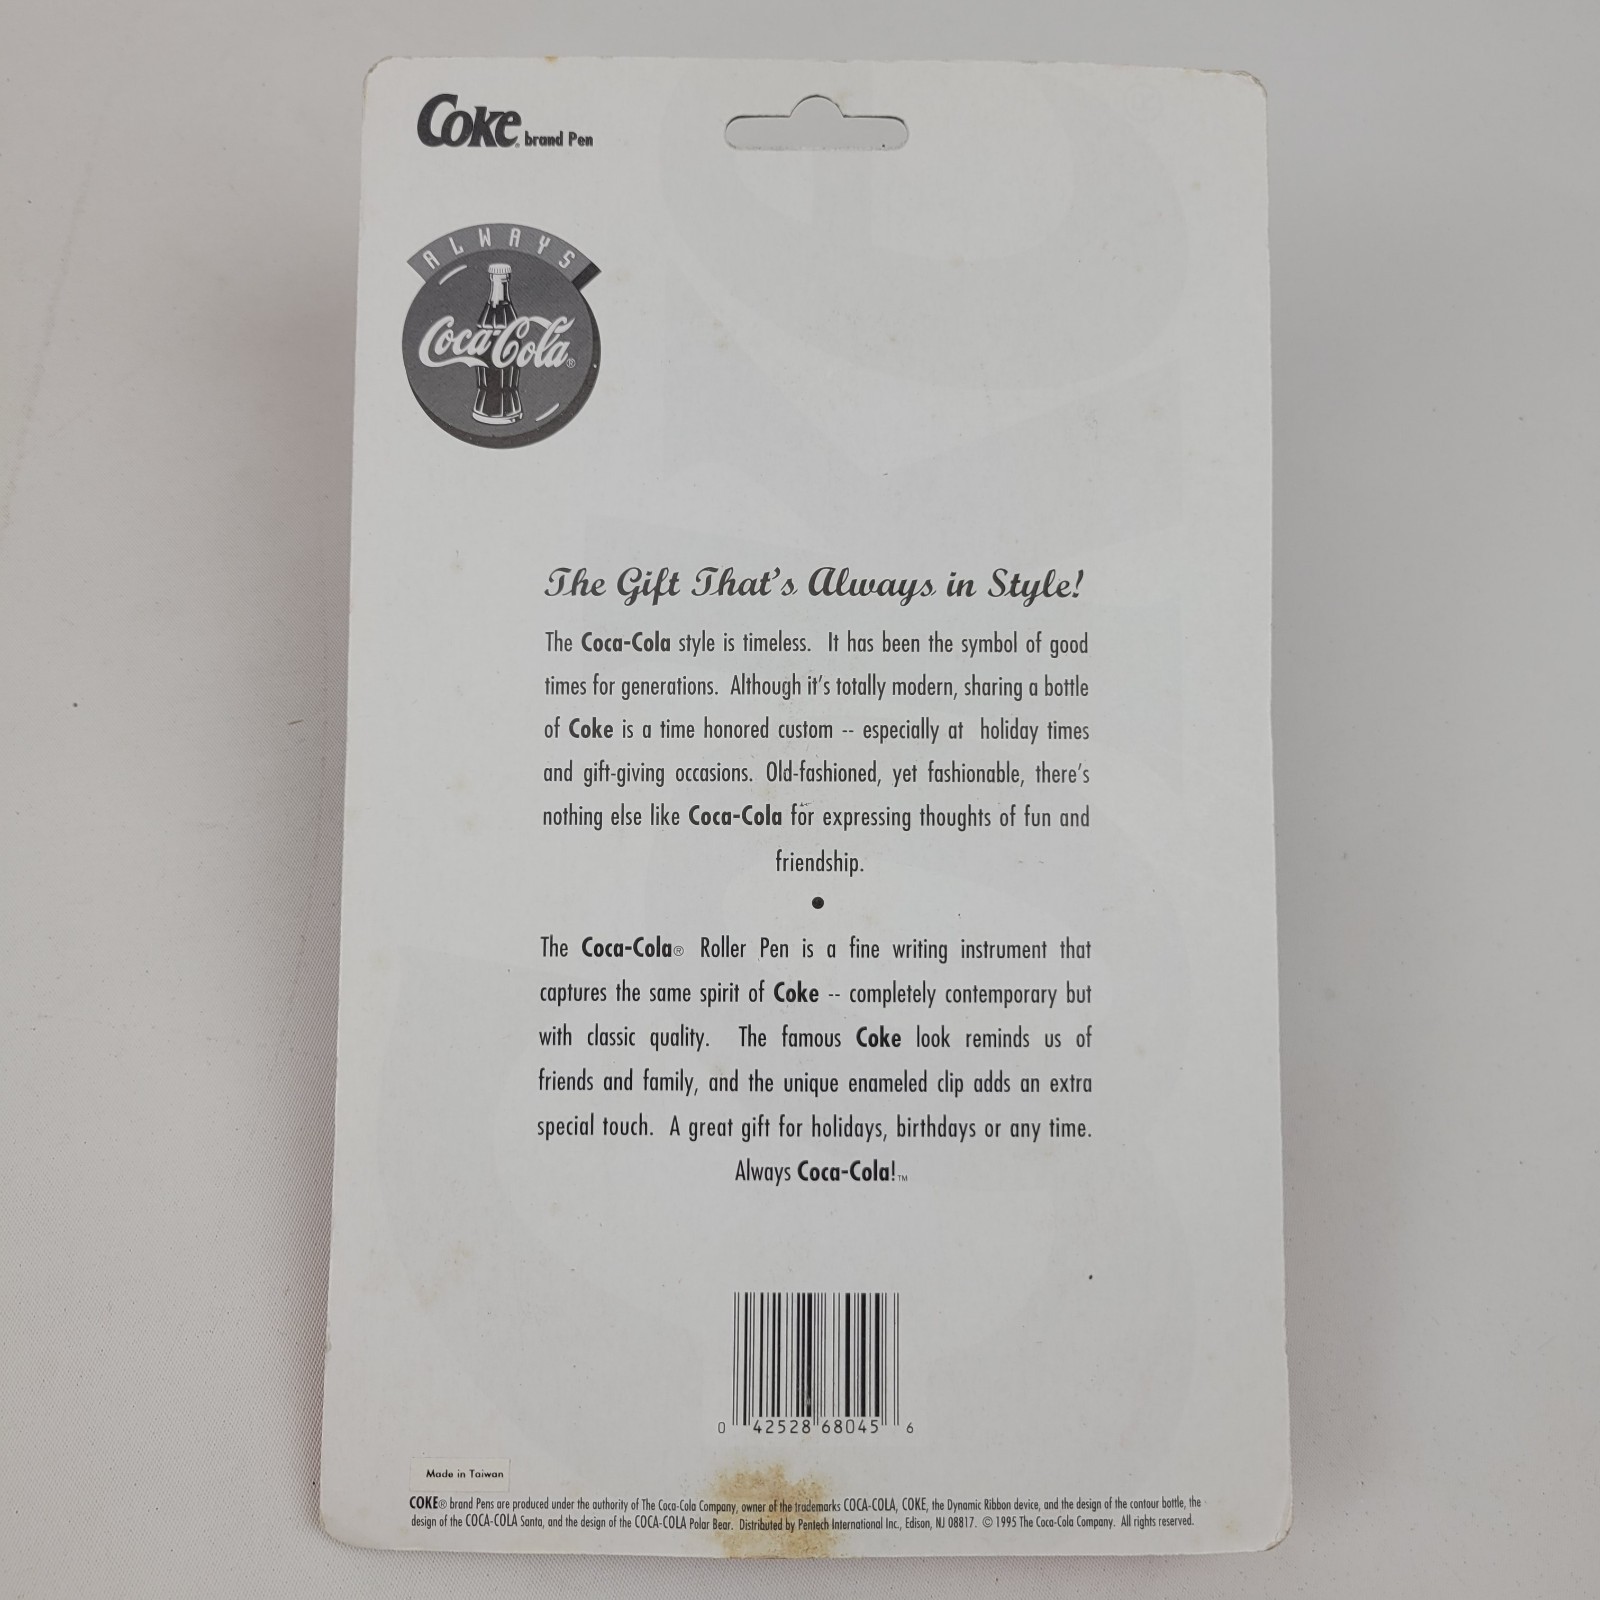 Coke® brand Pen
ALWAYS
Coca-Cola®
The Gift That's Always in Style!
The Coca-Cola style is timeless. It has been the symbol of good
times for generations. Although it's totally modern, sharing a bottle
of Coke is a time honored custom -- especially at holiday times
and gift-giving occasions. Old-fashioned, yet fashionable, there's
nothing else like Coca-Cola for expressing thoughts of fun and
friendship.
•
The Coca-Cola® Roller Pen is a fine writing instrument that
captures the same spirit of Coke -- completely contemporary but
with classic quality. The famous Coke look reminds us of
friends and family, and the unique enameled clip adds an extra
special touch. A great gift for holidays, birthdays or any time.
Always Coca-Cola!™
0 42528 68045 6
Made in Taiwan
COKE® brand Pens are produced under the authority of The Coca-Cola Company, owner of the trademarks COCA-COLA, COKE, the Dynamic Ribbon device, and the design of the contour bottle, the
design of the COCA-COLA Santa, and the design of the COCA-COLA Polar Bear. Distributed by Pentech International Inc., Edison, NJ 08817. © 1995 The Coca-Cola Company. All rights reserved.